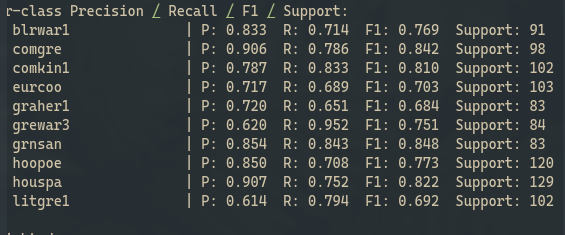 r-class Precision / Recall / F1 / Support:
blrwar1 | P: 0.833 R: 0.714 F1: 0.769 Support: 91
comgre | P: 0.906 R: 0.786 F1: 0.842 Support: 98
comkin1 | P: 0.787 R: 0.833 F1: 0.810 Support: 102
eurcoo | P: 0.717 R: 0.689 F1: 0.703 Support: 103
graher1 | P: 0.720 R: 0.651 F1: 0.684 Support: 83
grewar3 | P: 0.620 R: 0.952 F1: 0.751 Support: 84
grnsan | P: 0.854 R: 0.843 F1: 0.848 Support: 83
hoopoe | P: 0.850 R: 0.708 F1: 0.773 Support: 120
houspa | P: 0.907 R: 0.752 F1: 0.822 Support: 129
litgre1 | P: 0.614 R: 0.794 F1: 0.692 Support: 102